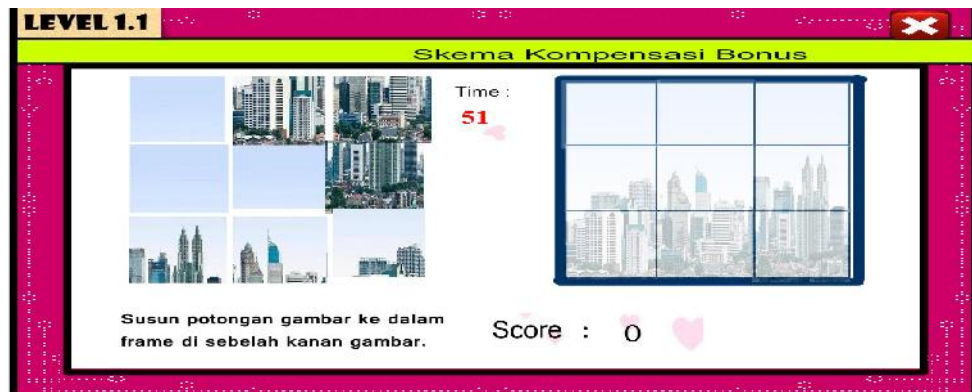 LEVEL 1.1
Skema Kompensasi Bonus
Time :
51
Susun potongan gambar ke dalam
frame di sebelah kanan gambar.
Score : 0